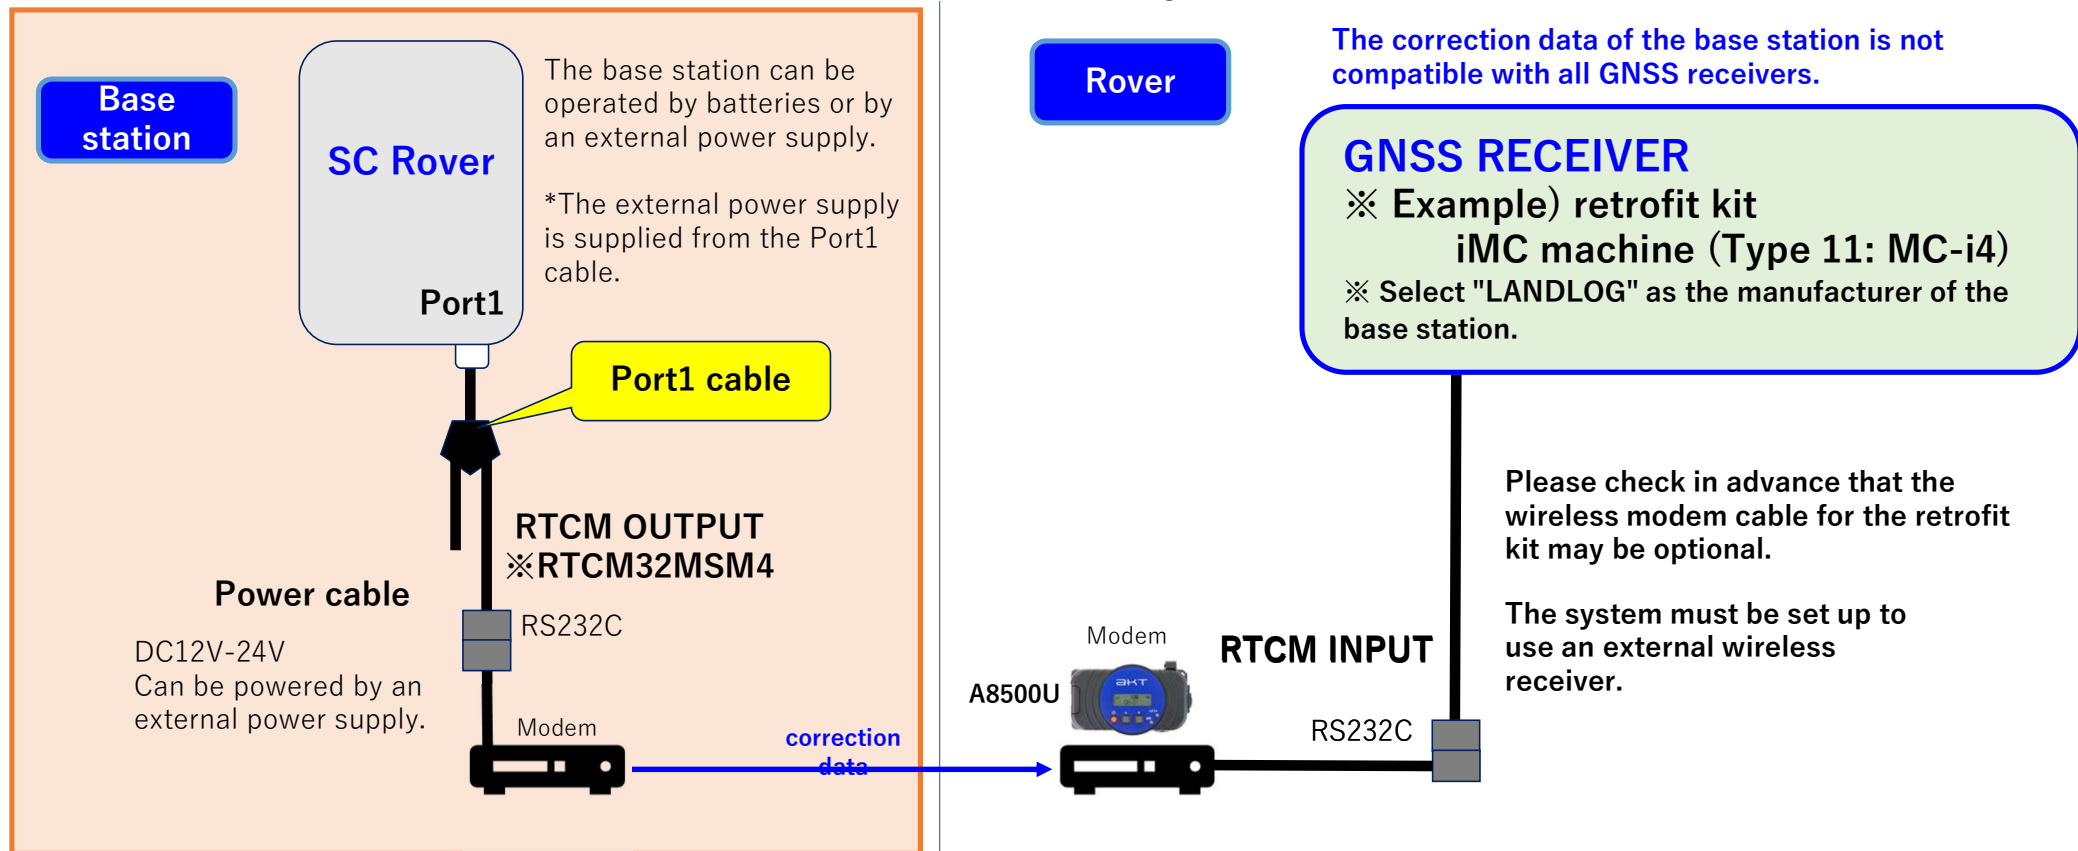 Base
station
SC Rover
Port1
The base station can be
operated by batteries or by
an external power supply.
*The external power supply
is supplied from the Port1
cable.
Port1 cable
RTCM OUTPUT
※RTCM32MSM4
Power cable
RS232C
DC12V-24V
Can be powered by an
external power supply.
Modem
correction
data
Rover
The correction data of the base station is not
compatible with all GNSS receivers.
GNSS RECEIVER
※ Example) retrofit kit
iMC machine (Type 11: MC-i4)
※ Select "LANDLOG" as the manufacturer of the
base station.
Please check in advance that the
wireless modem cable for the retrofit
kit may be optional.
The system must be set up to
use an external wireless
receiver.
Modem
A8500U
RTCM INPUT
RS232C